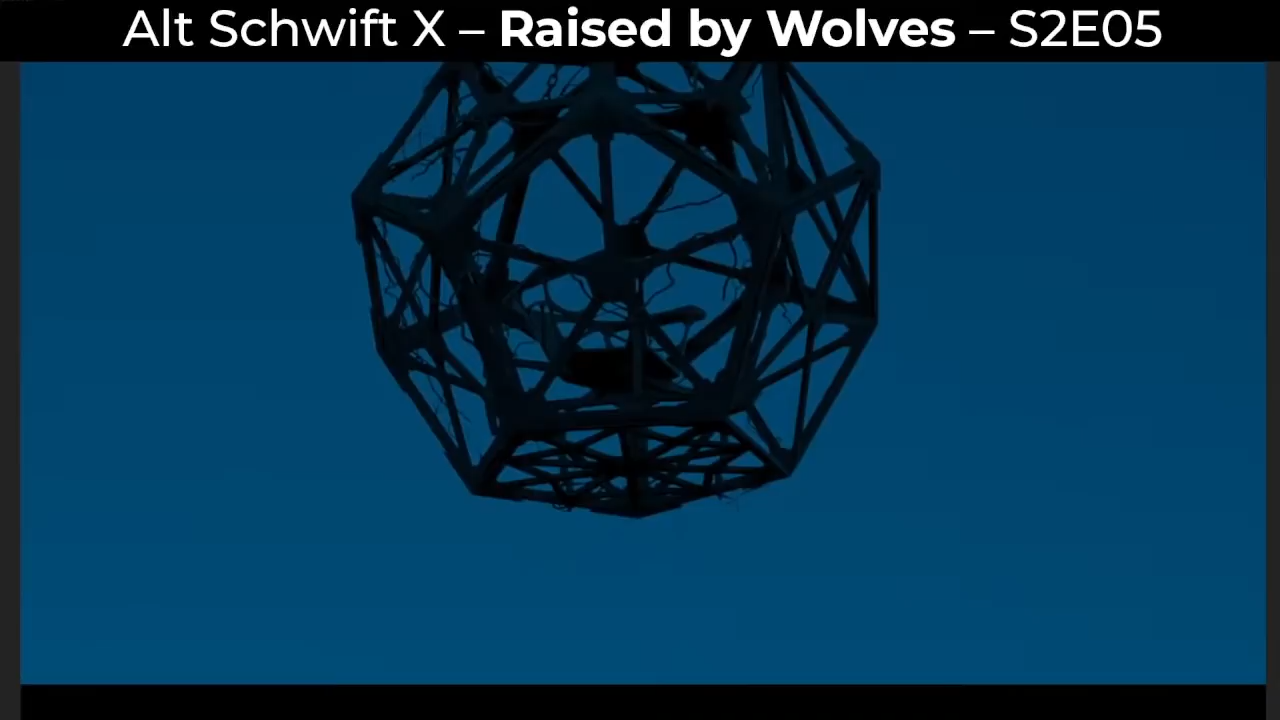 Alt Schwift X – Raised by Wolves – S2E05